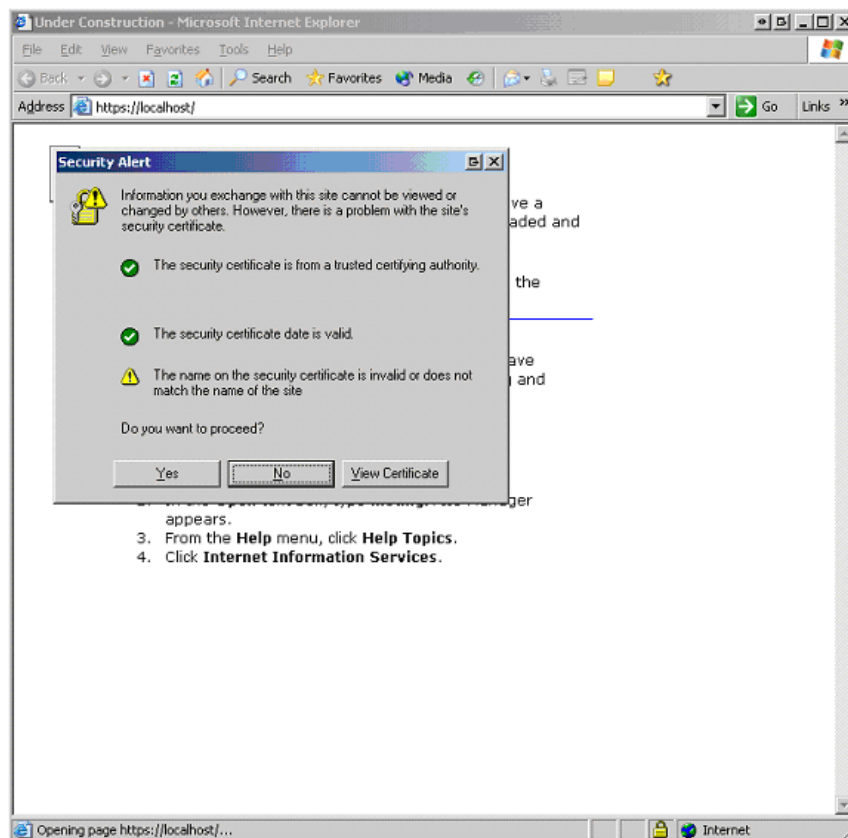 Under Construction - Microsoft Internet Explorer
File Edit View Favorites Tools Help
Back Search Favorites Media
Address https://localhost/ Go Links »
Security Alert
Information you exchange with this site cannot be viewed or
changed by others. However, there is a problem with the site's
security certificate.
The security certificate is from a trusted certifying authority.
The security certificate date is valid.
The name on the security certificate is invalid or does not
match the name of the site
Do you want to proceed?
Yes No View Certificate
ve a
aded and
the
ave
and
appears.
3. From the Help menu, click Help Topics.
4. Click Internet Information Services.
Opening page https://localhost/... Internet